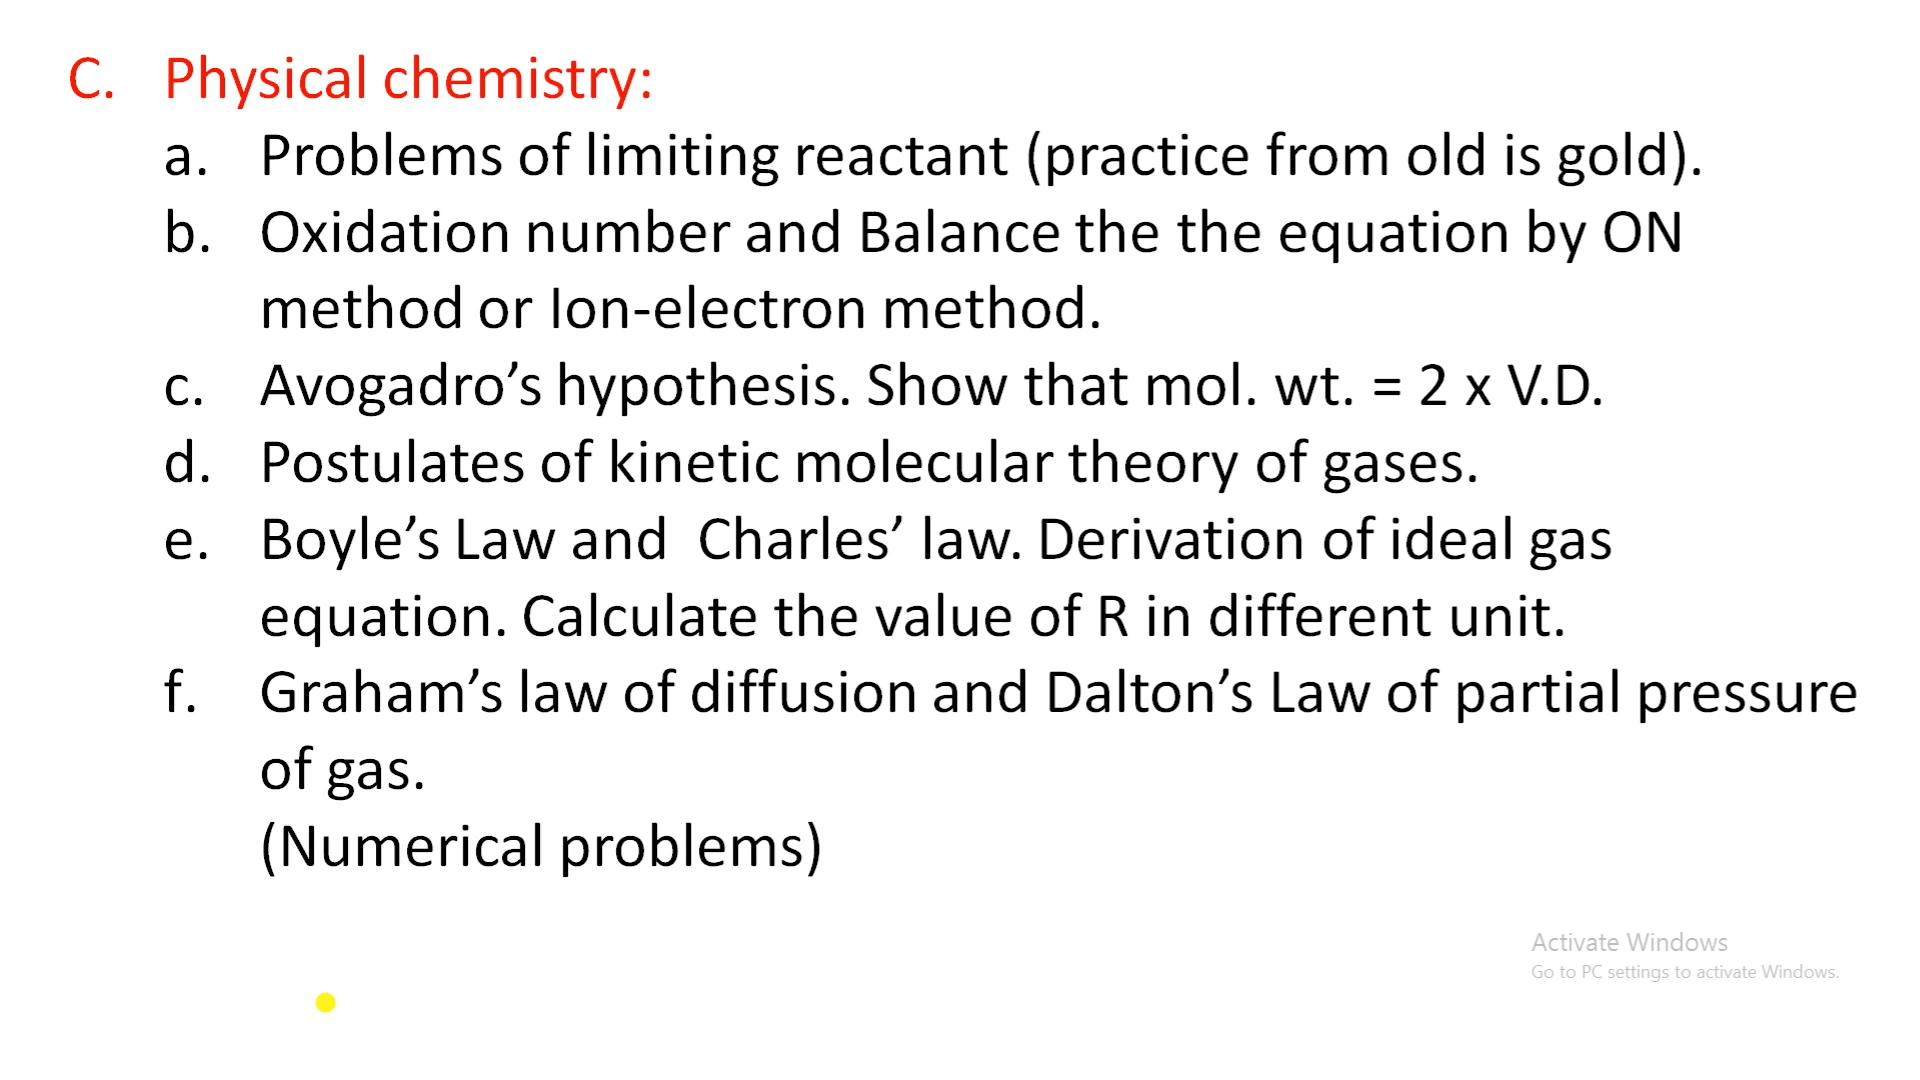 C. Physical chemistry:
a. Problems of limiting reactant (practice from old is gold).
b. Oxidation number and Balance the the equation by ON
method or Ion-electron method.
c. Avogadro’s hypothesis. Show that mol. wt. = 2 x V.D.
d. Postulates of kinetic molecular theory of gases.
e. Boyle’s Law and  Charles’ law. Derivation of ideal gas
equation. Calculate the value of R in different unit.
f. Graham’s law of diffusion and Dalton’s Law of partial pressure
of gas.
(Numerical problems)
Activate Windows
Go to PC settings to activate Windows.